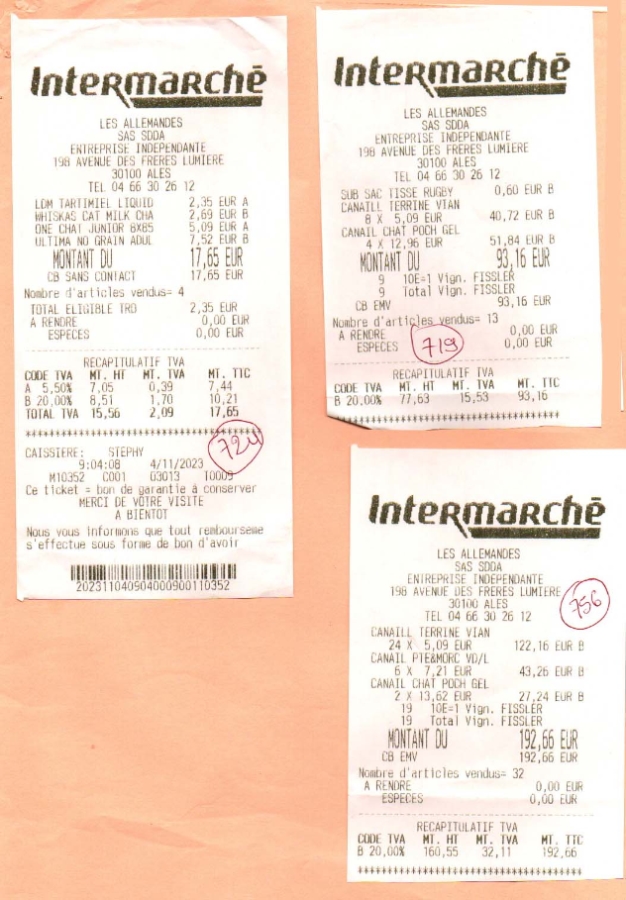 IntermaRché
LES ALLEMANDES
SAS SDDA
ENTREPRISE INDEPENDANTE
198 AVENUE DES FRERES LUMIERE
30100 ALES
TEL 04 66 30 26 12
LDM TARTIMIEL LIQUID 2,35 EUR A
WHISKAS CAT MILK CHA 2,69 EUR B
ONE CHAT JUNIOR 8X85 5,09 EUR A
ULTIMA NO GRAIN ADUL 7,52 EUR B
MONTANT DU 17,65 EUR
CB SANS CONTACT 17,65 EUR
Nombre d'articles vendus= 4
TOTAL ELIGIBLE TRD 2,35 EUR
A RENDRE 0,00 EUR
ESPECES 0,00 EUR
RECAPITULATIF TVA
CODE TVA MT. HT MT. TVA MT. TTC
A 5,50% 7,05 0,39 7,44
B 20,00% 8,51 1,70 10,21
TOTAL TVA 15,56 2,09 17,65
724
CAISSIERE: STEPHY
9:04:08 4/11/2023
M10352 C001 03013 T0009
Ce ticket = bon de garantie à conserver
MERCI DE VOTRE VISITE
A BIENTOT
Nous vous informons que tout rembourseme
s'effectue sous forme de bon d'avoir
20231104090400090011035​2
IntermaRché
LES ALLEMANDES
SAS SDDA
ENTREPRISE INDEPENDANTE
198 AVENUE DES FRERES LUMIERE
30100 ALES
TEL 04 66 30 26 12
SUB SAC TISSE RUGBY 0,60 EUR B
CANAILL TERRINE VIAN
8 X 5,09 EUR 40,72 EUR B
CANAIL CHAT POCH GEL
4 X 12,96 EUR 51,84 EUR B
MONTANT DU 93,16 EUR
9 10E=1 Vign. FISSLER
9 Total Vign. FISSLER
CB EMV 93,16 EUR
Nombre d'articles vendus= 13
A RENDRE 0,00 EUR
ESPECES 0,00 EUR
719
RECAPITULATIF TVA
CODE TVA MT. HT MT. TVA MT. TTC
B 20,00% 77,63 15,53 93,16
IntermaRché
LES ALLEMANDES
SAS SDDA
ENTREPRISE INDEPENDANTE
198 AVENUE DES FRERES LUMIERE
30100 ALES
TEL 04 66 30 26 12
756
CANAILL TERRINE VIAN
24 X 5,09 EUR 122,16 EUR B
CANAIL PTE&MORC VO/L
6 X 7,21 EUR 43,26 EUR B
CANAIL CHAT POCH GEL
2 X 13,62 EUR 27,24 EUR B
19 10E=1 Vign. FISSLER
19 Total Vign. FISSLER
MONTANT DU 192,66 EUR
CB EMV 192,66 EUR
Nombre d'articles vendus= 32
A RENDRE 0,00 EUR
ESPECES 0,00 EUR
RECAPITULATIF TVA
CODE TVA MT. HT MT. TVA MT. TTC
B 20,00% 160,55 32,11 192,66